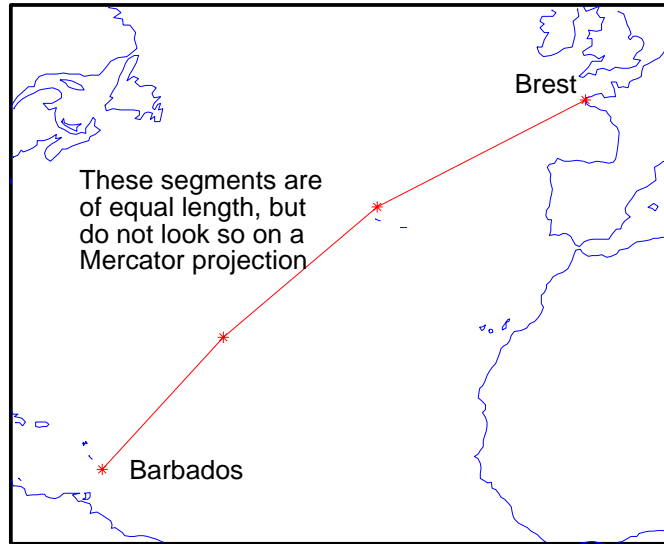 Brest
These segments are
of equal length, but
do not look so on a
Mercator projection
Barbados